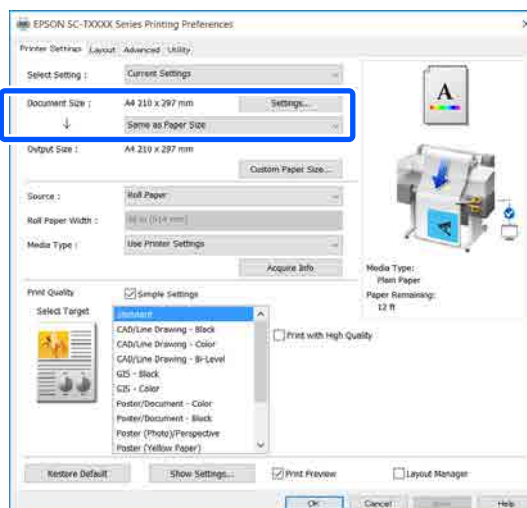 EPSON SC-TXXXX Series Printing Preferences
Printer Settings Layout Advanced Utility
Select Setting : Current Settings
Document Size : A4 210 x 297 mm Settings...
Same as Paper Size
Output Size : A4 210 x 297 mm
Custom Paper Size...
Source : Roll Paper
Roll Paper Width :
Media Type : Use Printer Settings
Acquire Info
A
Media Type:
Plain Paper
Paper Remaining:
12 ft
Print Quality Simple Settings
Select Target
Standard
CAD/Line Drawing - Black
CAD/Line Drawing - Color
CAD/Line Drawing - Bi-Level
GIS - Black
GIS - Color
Poster/Document - Color
Poster/Document - Black
Poster (Photo)/Perspective
Poster (Yellow Paper)
Print with High Quality
Restore Default Show Settings... Print Preview Layout Manager
OK Cancel Help